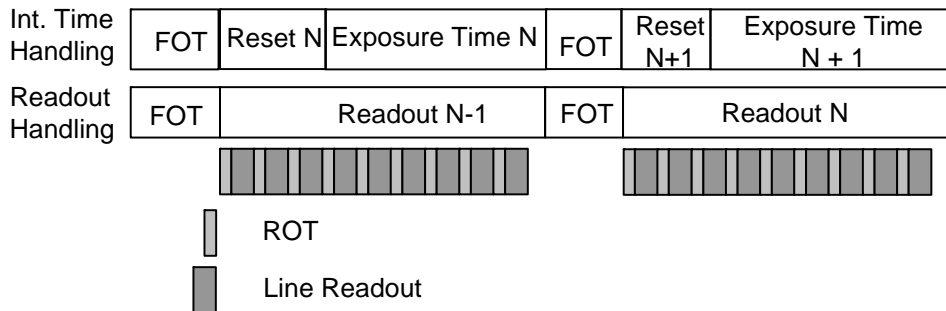 Int. Time
Handling
FOT
Reset N
Exposure Time N
FOT
Reset
N+1
Exposure Time
N + 1
Readout
Handling
FOT
Readout N-1
FOT
Readout N
ROT
Line Readout